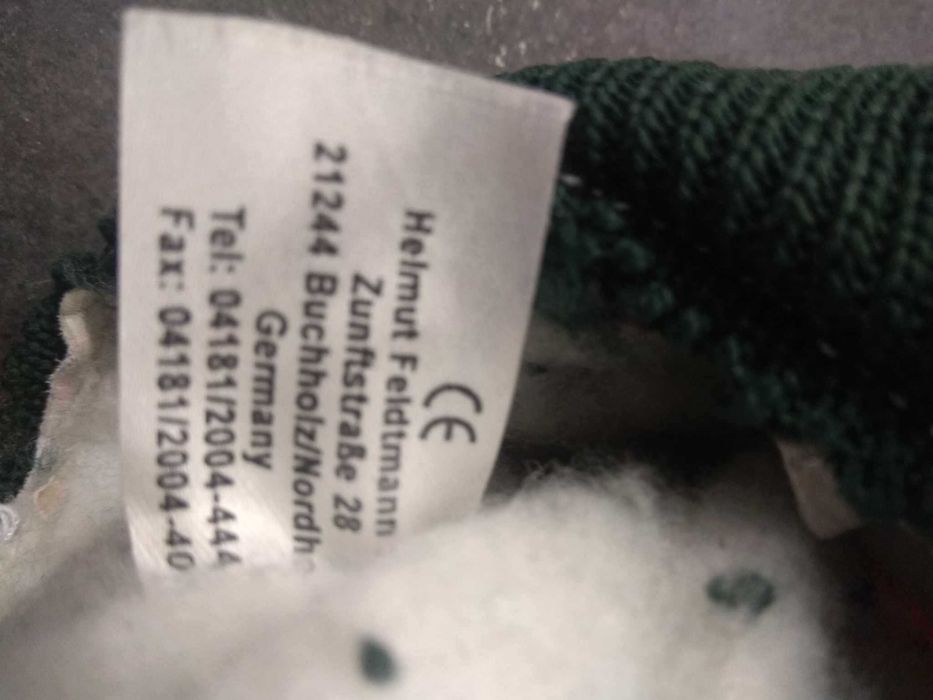 CE
Helmut Feldtmann
Zunftstraße 28
21244 Buchholz/Nordh
Germany
Tel: 04181/2004-444
Fax: 04181/2004-40